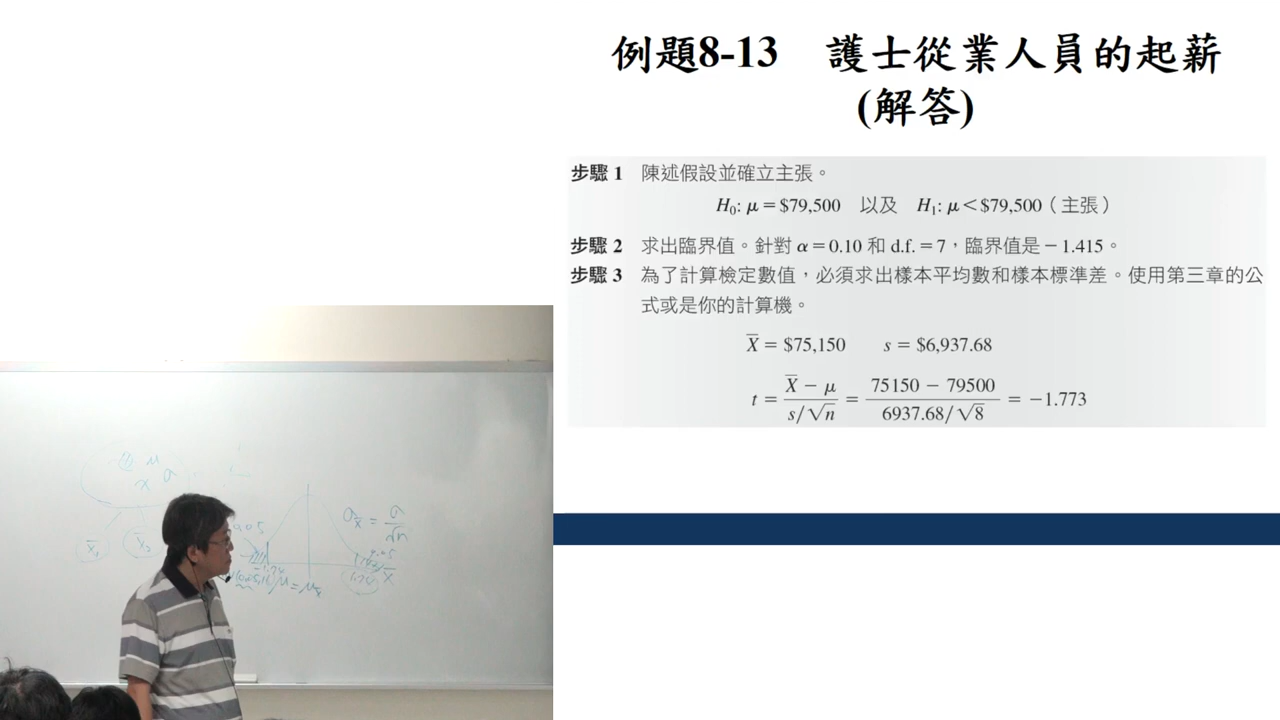 例題8-13 護士從業人員的起薪
(解答)
步驟 1 陳述假設並確立主張。
H₀: μ = $79,500 以及 H₁: μ < $79,500（主張）
步驟 2 求出臨界值。針對 α = 0.10 和 d.f. = 7，臨界值是 − 1.415。
步驟 3 為了計算檢定數值，必須求出樣本平均數和樣本標準差。使用第三章的公
式或是你的計算機。
X̄ = $75,150 s = $6,937.68
t = (X̄ − μ) / (s/√n) = (75150 − 79500) / (6937.68/√8) = −1.773
μ
x σ
σx̄ = σ/√n